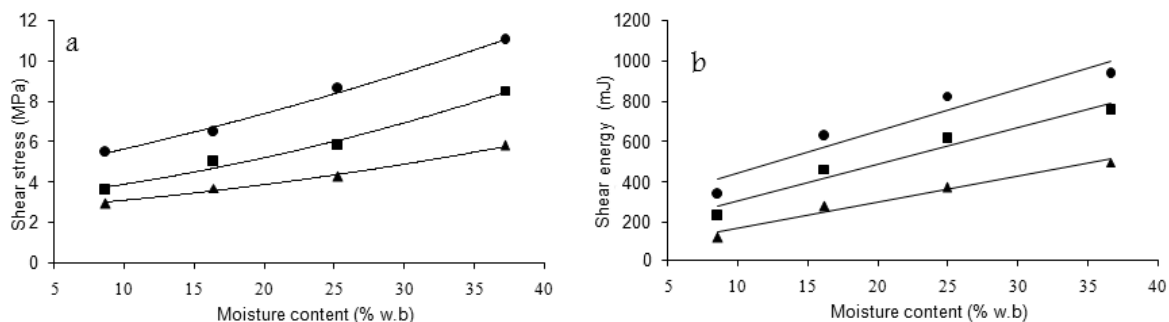 a
Shear stress (MPa)
12
10
8
6
4
2
0
5 10 15 20 25 30 35 40
Moisture content (% w.b)
b
Shear energy (mJ)
1200
1000
800
600
400
200
0
5 10 15 20 25 30 35 40
Moisture content (% w.b)